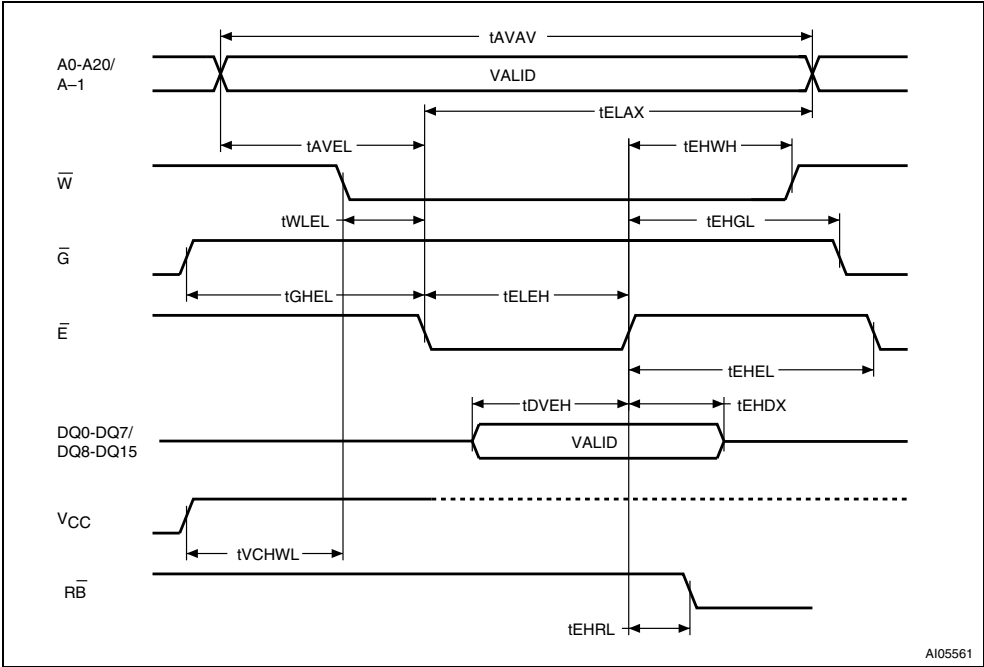 tAVAV
A0-A20/
A–1
VALID
tELAX
tAVEL
tEHWH
W̅
tWLEL
tEHGL
G̅
tGHEL
tELEH
E̅
tEHEL
tDVEH
tEHDX
DQ0-DQ7/
DQ8-DQ15
VALID
VCC
tVCHWL
RB̅
tEHRL
AI05561